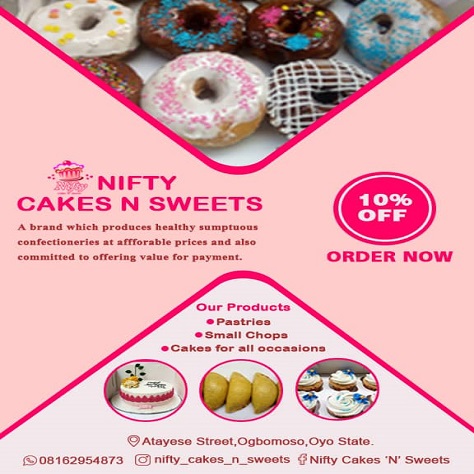 NIFTY
CAKES N SWEETS
A brand which produces healthy sumptuous
confectioneries at affforable prices and also
committed to offering value for payment.
10%
OFF
ORDER NOW
Our Products
Pastries
Small Chops
Cakes for all occasions
Atayese Street,Ogbomoso,Oyo State.
08162954873 nifty_cakes_n_sweets Nifty Cakes 'N' Sweets